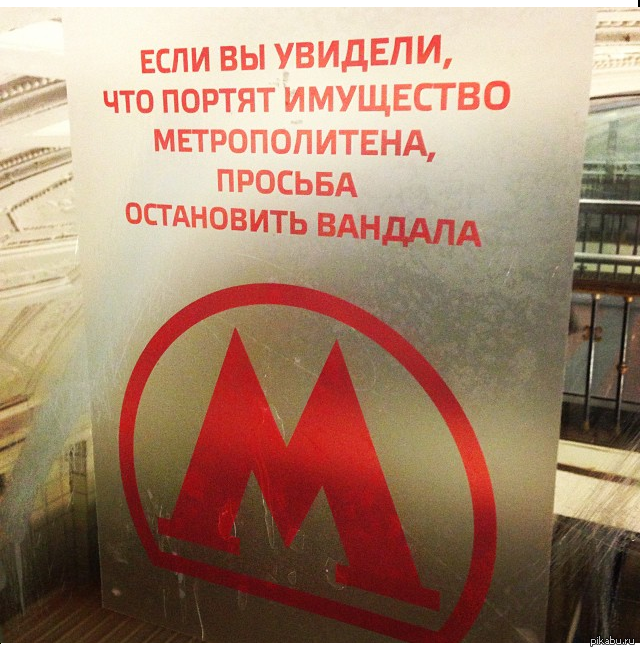 ЕСЛИ ВЫ УВИДЕЛИ,
ЧТО ПОРТЯТ ИМУЩЕСТВО
МЕТРОПОЛИТЕНА,
ПРОСЬБА
ОСТАНОВИТЬ ВАНДАЛА
М
pikabu.ru